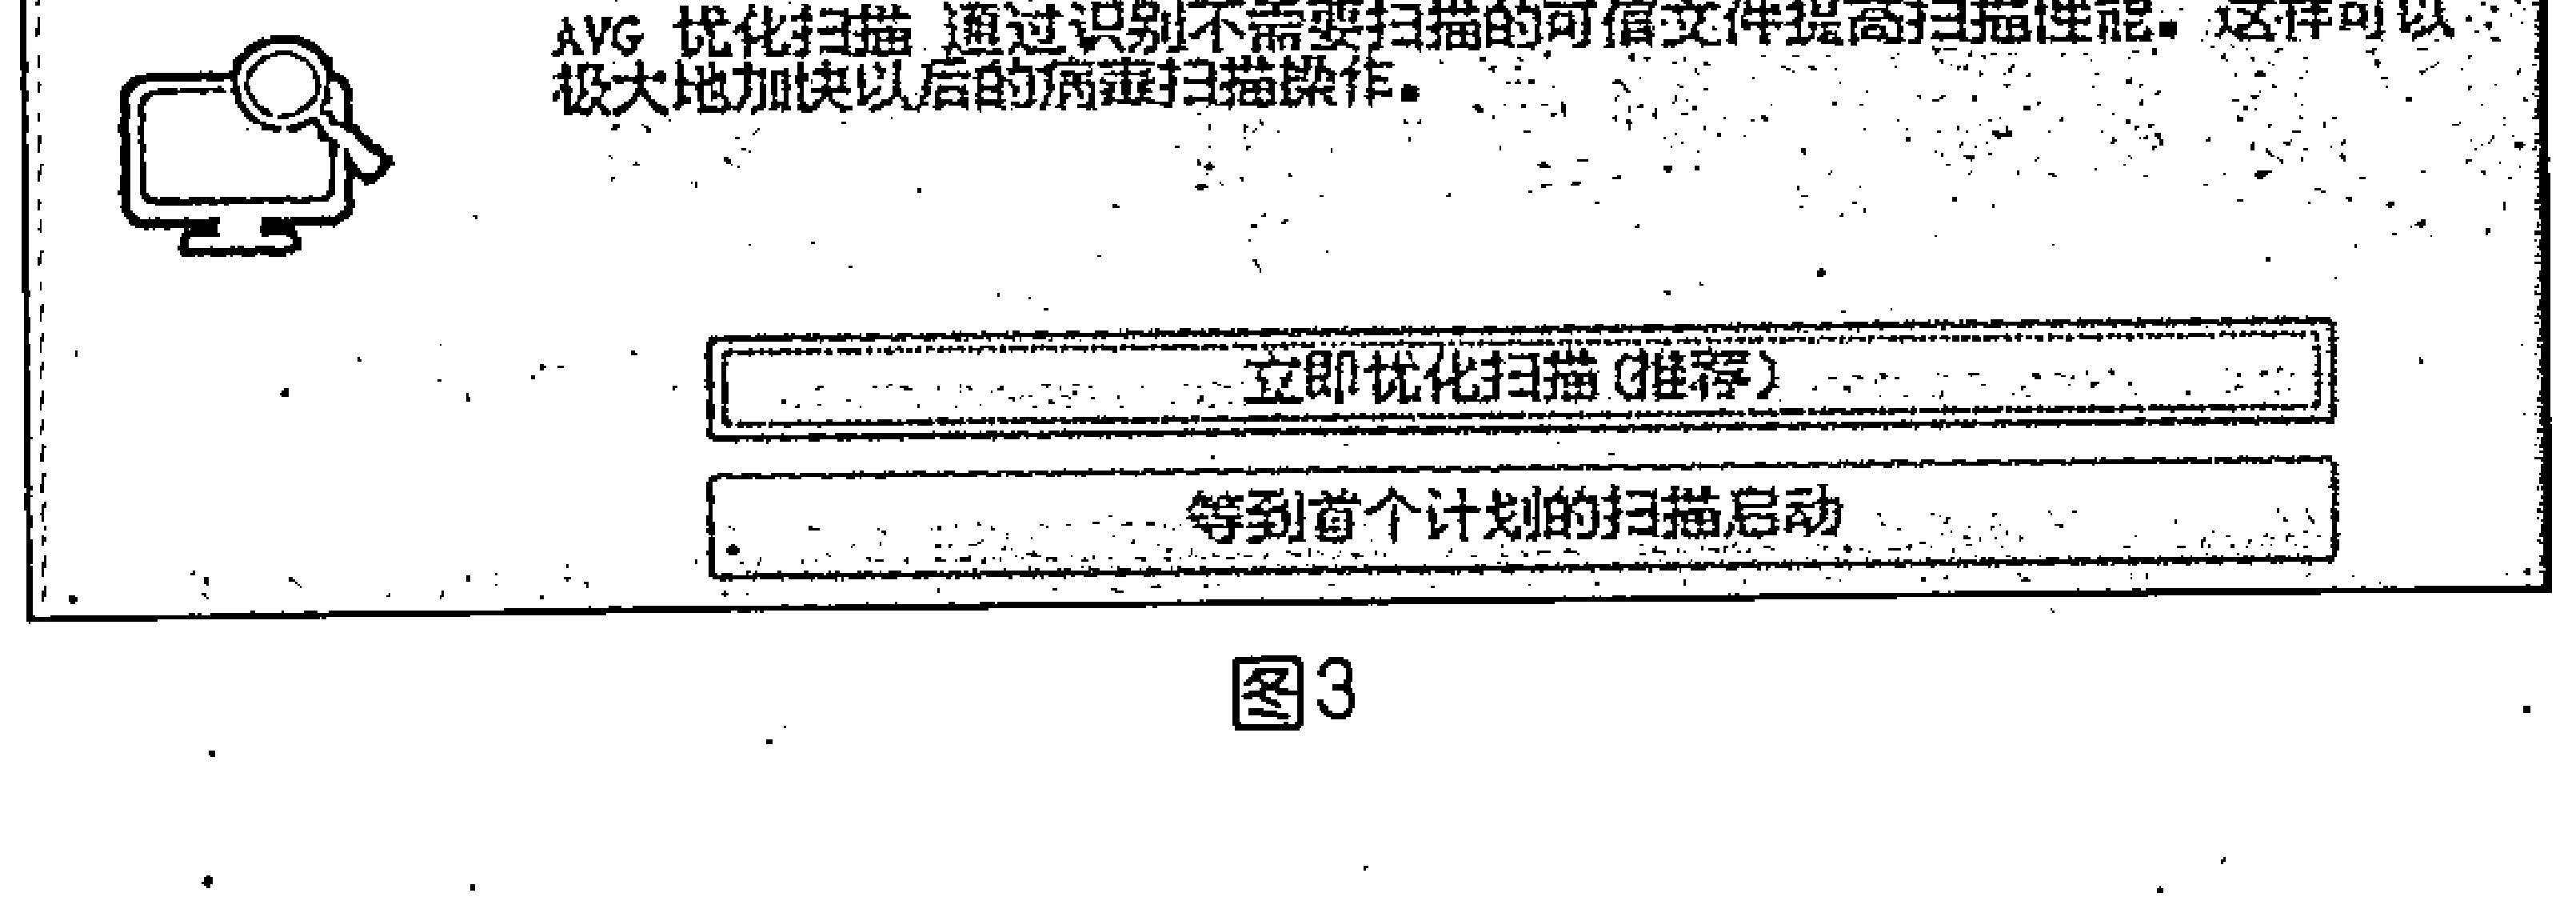 AVG 优化扫描 通过识别不需要扫描的可信文件提高扫描性能。这样可以
极大地加快以后的病毒扫描操作。
立即优化扫描(推荐)
等到首个计划的扫描启动
图3